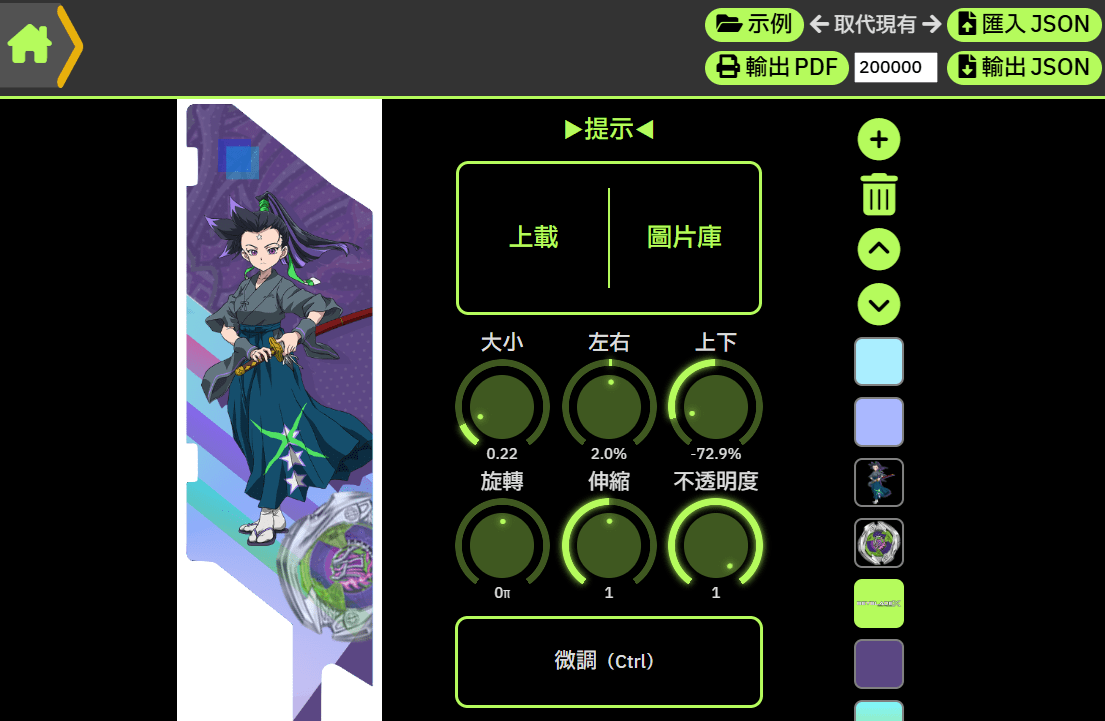 示例 ← 取代現有 → 匯入 JSON
輸出 PDF 200000 輸出 JSON
▶提示◀
上載 圖片庫
大小 左右 上下
0.22 2.0% -72.9%
旋轉 伸縮 不透明度
0π 1 1
微調（Ctrl）